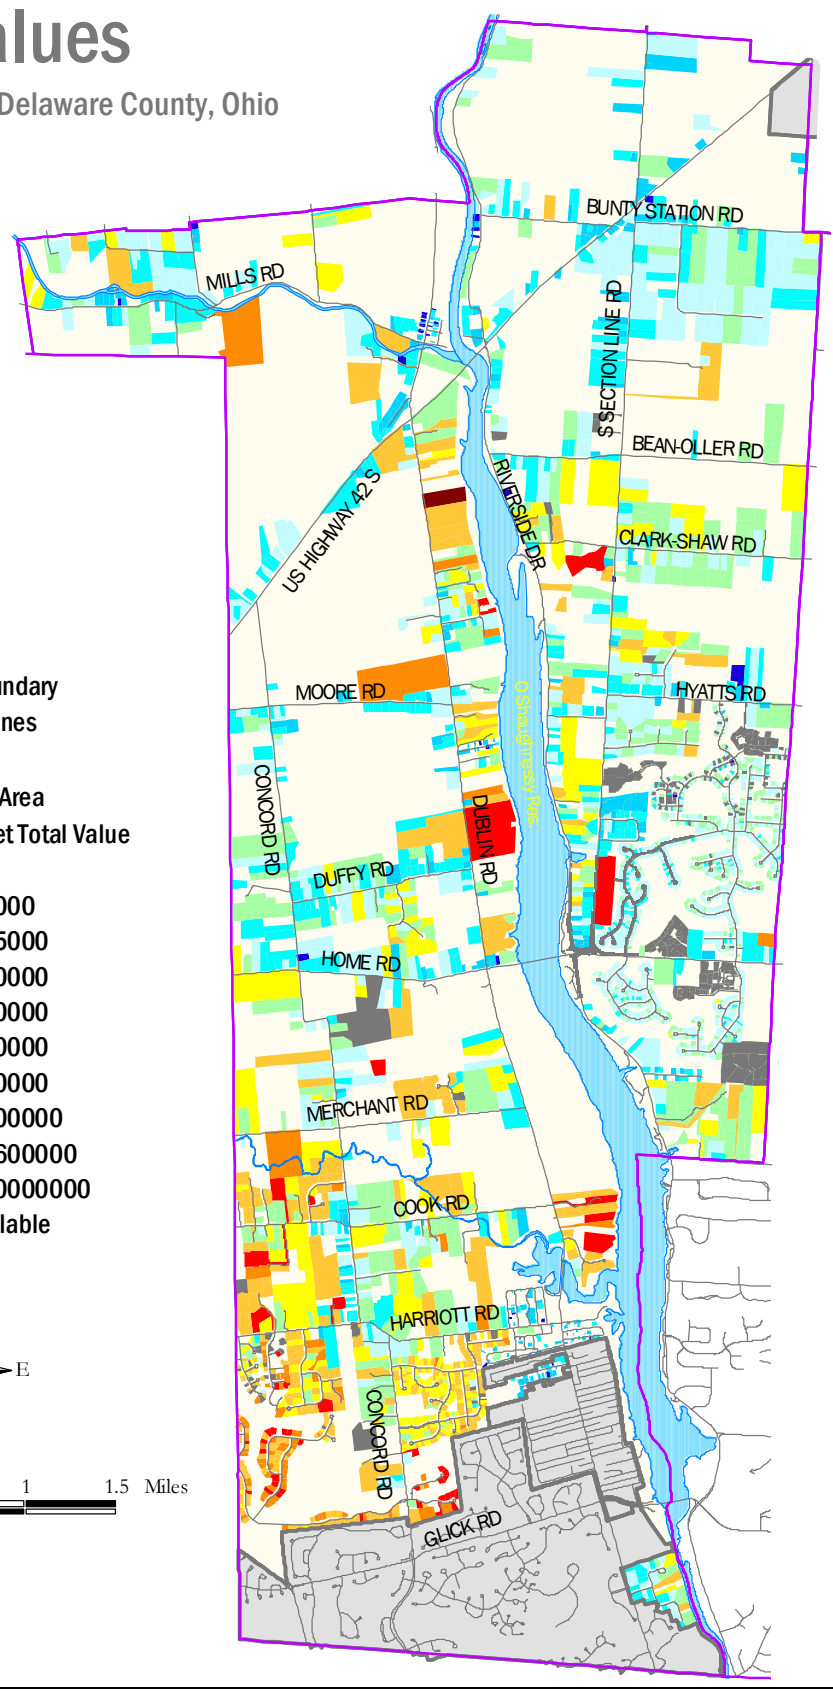 alues
Delaware County, Ohio
BUNTY STATION RD
MILLS RD
S SECTION LINE RD
BEAN-OLLER RD
RIVERSIDE DR
US HIGHWAY 42 S
CLARK-SHAW RD
undary
nes
Area
et Total Value
000
5000
0000
0000
0000
0000
00000
600000
0000000
lable
MOORE RD
HYATTS RD
O'Shaughnessy Res.
CONCORD RD
DUBLIN RD
DUFFY RD
HOME RD
MERCHANT RD
COOK RD
HARRIOTT RD
E
CONCORD RD
1 1.5 Miles
GLICK RD